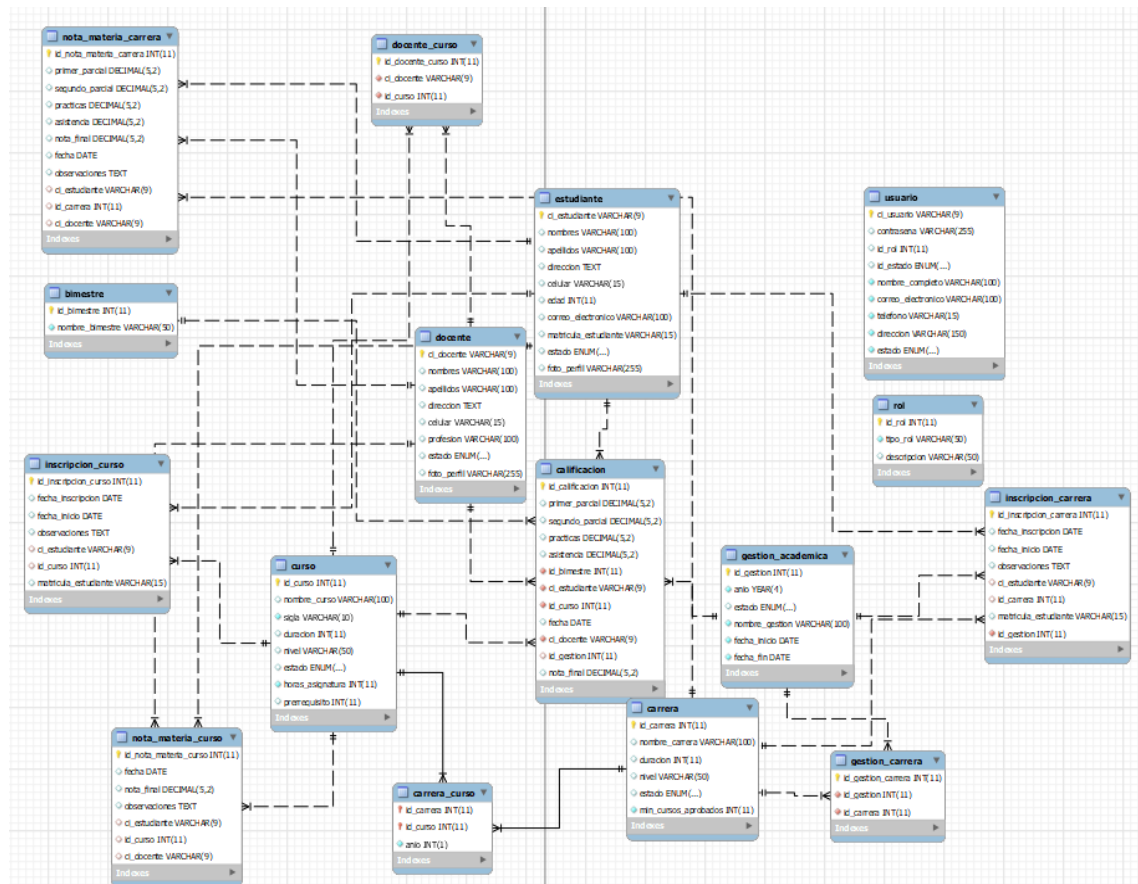 nota_materia_carrera
id_nota_materia_carrera INT(11)
primer_parcial DECIMAL(5,2)
segundo_parcial DECIMAL(5,2)
practicas DECIMAL(5,2)
asistencia DECIMAL(5,2)
nota_final DECIMAL(5,2)
fecha DATE
observaciones TEXT
ci_estudiante VARCHAR(9)
id_carrera INT(11)
ci_docente VARCHAR(9)
Indexes
docente_curso
id_docente_curso INT(11)
ci_docente VARCHAR(9)
id_curso INT(11)
Indexes
estudiante
ci_estudiante VARCHAR(9)
nombres VARCHAR(100)
apellidos VARCHAR(100)
direccion TEXT
celular VARCHAR(15)
edad INT(11)
correo_electronico VARCHAR(100)
matricula_estudiante VARCHAR(15)
estado ENUM(...)
foto_perfil VARCHAR(255)
Indexes
usuario
ci_usuario VARCHAR(9)
contrasena VARCHAR(255)
id_rol INT(11)
id_estado ENUM(...)
nombre_completo VARCHAR(100)
correo_electronico VARCHAR(100)
telefono VARCHAR(15)
direccion VARCHAR(150)
estado ENUM(...)
Indexes
bimestre
id_bimestre INT(11)
nombre_bimestre VARCHAR(50)
Indexes
docente
ci_docente VARCHAR(9)
nombres VARCHAR(100)
apellidos VARCHAR(100)
direccion TEXT
celular VARCHAR(15)
profesion VARCHAR(100)
estado ENUM(...)
foto_perfil VARCHAR(255)
Indexes
rol
id_rol INT(11)
tipo_rol VARCHAR(50)
descripcion VARCHAR(50)
Indexes
inscripcion_curso
id_inscripcion_curso INT(11)
fecha_inscripcion DATE
fecha_inicio DATE
observaciones TEXT
ci_estudiante VARCHAR(9)
id_curso INT(11)
matricula_estudiante VARCHAR(15)
Indexes
calificacion
id_calificacion INT(11)
primer_parcial DECIMAL(5,2)
segundo_parcial DECIMAL(5,2)
practicas DECIMAL(5,2)
asistencia DECIMAL(5,2)
id_bimestre INT(11)
ci_estudiante VARCHAR(9)
id_curso INT(11)
fecha DATE
ci_docente VARCHAR(9)
id_gestion INT(11)
nota_final DECIMAL(5,2)
Indexes
inscripcion_carrera
id_inscripcion_carrera INT(11)
fecha_inscripcion DATE
fecha_inicio DATE
observaciones TEXT
ci_estudiante VARCHAR(9)
id_carrera INT(11)
matricula_estudiante VARCHAR(15)
id_gestion INT(11)
Indexes
curso
id_curso INT(11)
nombre_curso VARCHAR(100)
sigla VARCHAR(10)
duracion INT(11)
nivel VARCHAR(50)
estado ENUM(...)
horas_asignatura INT(11)
prerrequisito INT(11)
Indexes
gestion_academica
id_gestion INT(11)
anio YEAR(4)
estado ENUM(...)
nombre_gestion VARCHAR(100)
fecha_inicio DATE
fecha_fin DATE
Indexes
carrera
id_carrera INT(11)
nombre_carrera VARCHAR(100)
duracion INT(11)
nivel VARCHAR(50)
estado ENUM(...)
min_cursos_aprobados INT(11)
Indexes
nota_materia_curso
id_nota_materia_curso INT(11)
fecha DATE
nota_final DECIMAL(5,2)
observaciones TEXT
ci_estudiante VARCHAR(9)
id_curso INT(11)
ci_docente VARCHAR(9)
Indexes
carrera_curso
id_carrera INT(11)
id_curso INT(11)
anio INT(1)
Indexes
gestion_carrera
id_gestion_carrera INT(11)
id_gestion INT(11)
id_carrera INT(11)
Indexes